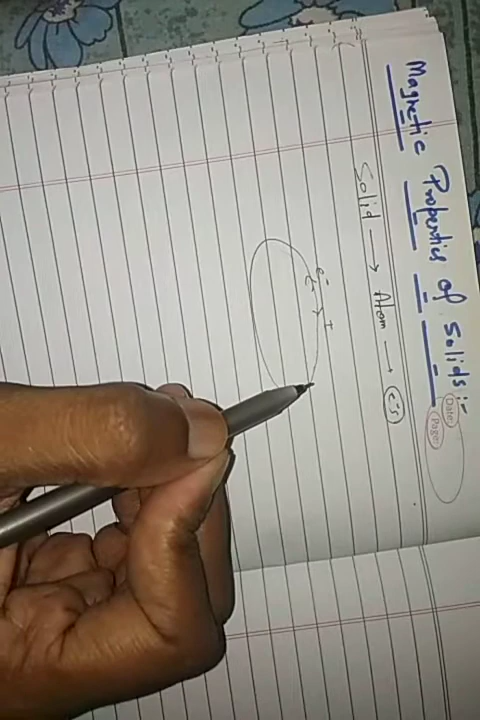 Magnetic Properties of Solids:-
Date:
Page:
Solid → Atom → e⁻s
e⁻
I